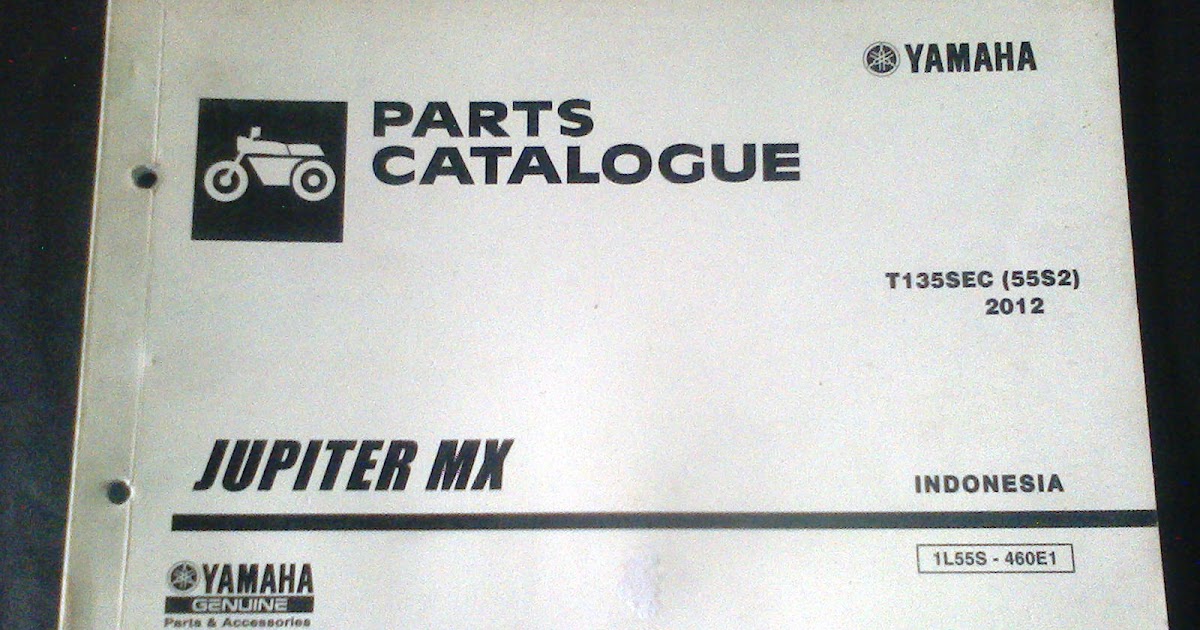 YAMAHA
PARTS
CATALOGUE
T135SEC (55S2)
2012
JUPITER MX
INDONESIA
1L55S - 460E1
YAMAHA
GENUINE
Parts & Accessories